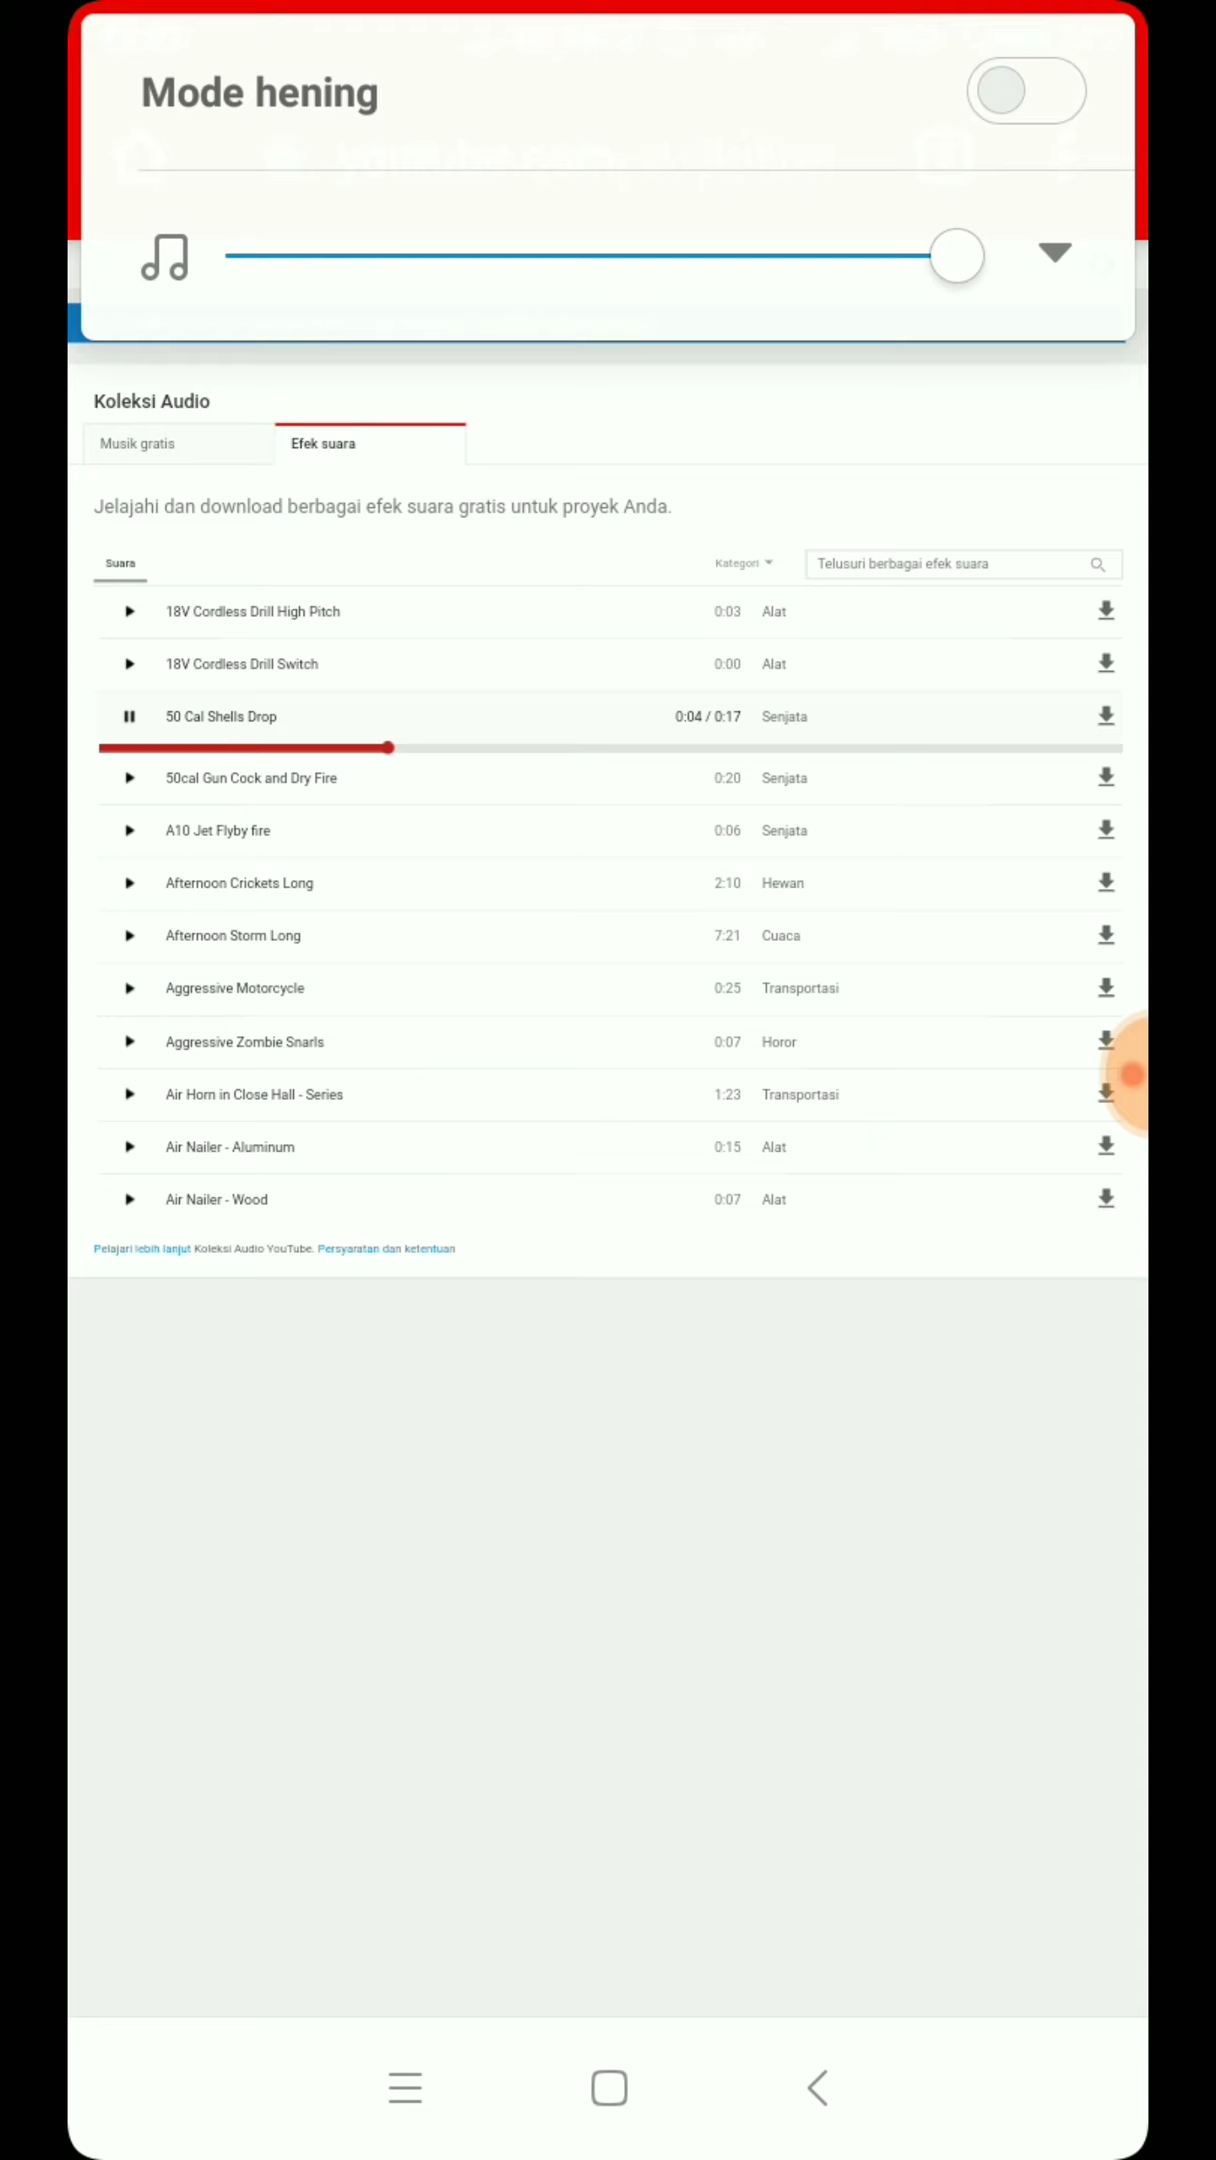 Mode hening
Koleksi Audio
Musik gratis Efek suara
Jelajahi dan download berbagai efek suara gratis untuk proyek Anda.
Suara Kategori Telusuri berbagai efek suara
18V Cordless Drill High Pitch 0:03 Alat
18V Cordless Drill Switch 0:00 Alat
50 Cal Shells Drop 0:04 / 0:17 Senjata
50cal Gun Cock and Dry Fire 0:20 Senjata
A10 Jet Flyby fire 0:06 Senjata
Afternoon Crickets Long 2:10 Hewan
Afternoon Storm Long 7:21 Cuaca
Aggressive Motorcycle 0:25 Transportasi
Aggressive Zombie Snarls 0:07 Horor
Air Horn in Close Hall - Series 1:23 Transportasi
Air Nailer - Aluminum 0:15 Alat
Air Nailer - Wood 0:07 Alat
Pelajari lebih lanjut Koleksi Audio YouTube. Persyaratan dan ketentuan